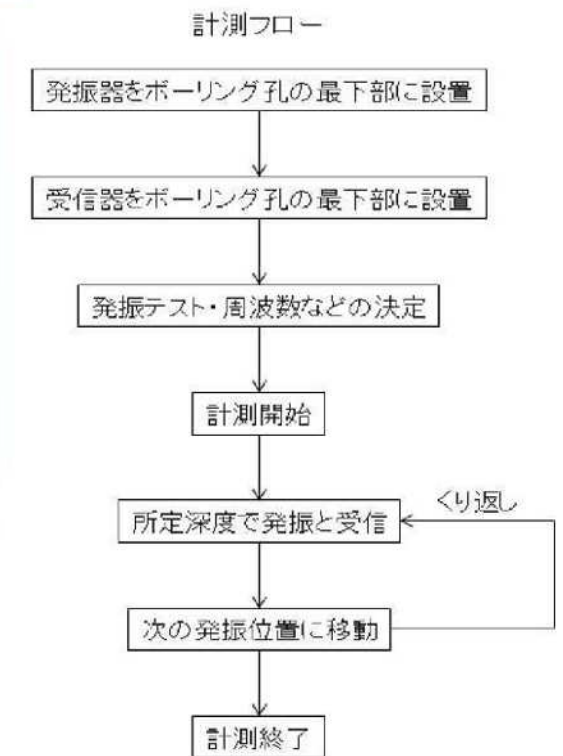 計測フロー
発振器をボーリング孔の最下部に設置
受信器をボーリング孔の最下部に設置
発振テスト・周波数などの決定
計測開始
くり返し
所定深度で発振と受信
次の発振位置に移動
計測終了